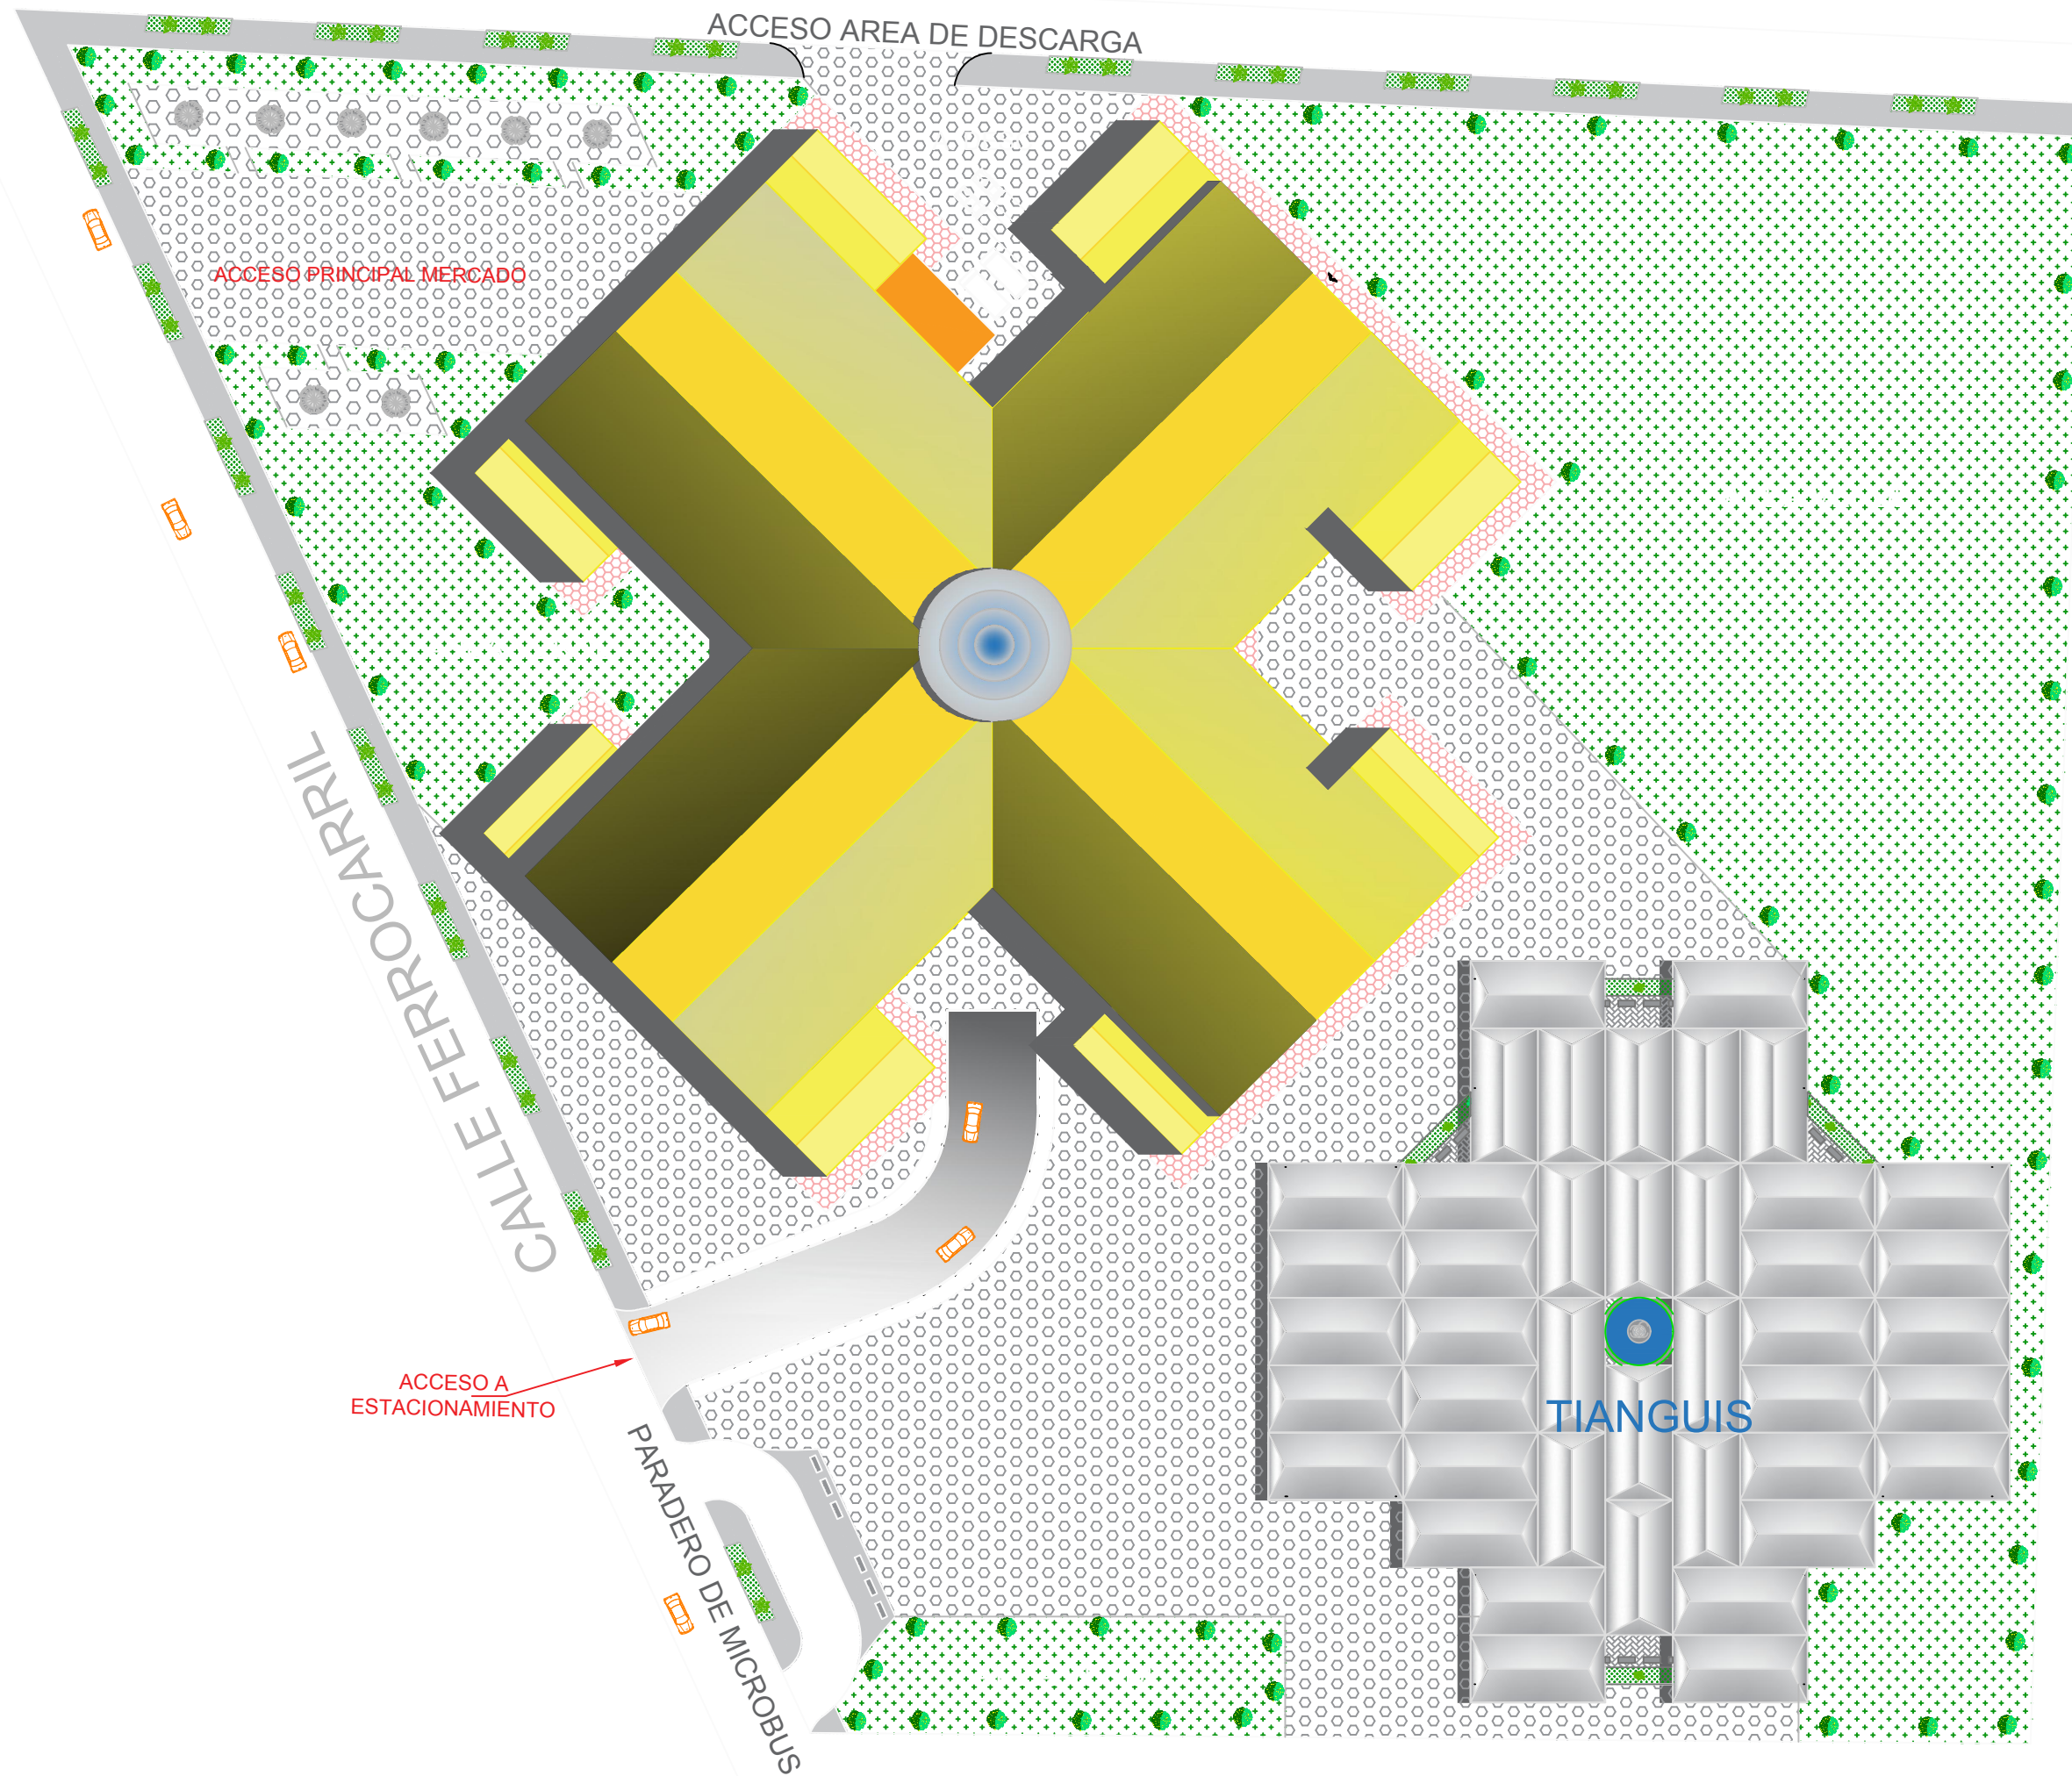 ACCESO AREA DE DESCARGA
ACCESO PRINCIPAL MERCADO
CALLE FERROCARRIL
ACCESO A
ESTACIONAMIENTO
PARADERO DE MICROBUS
TIANGUIS